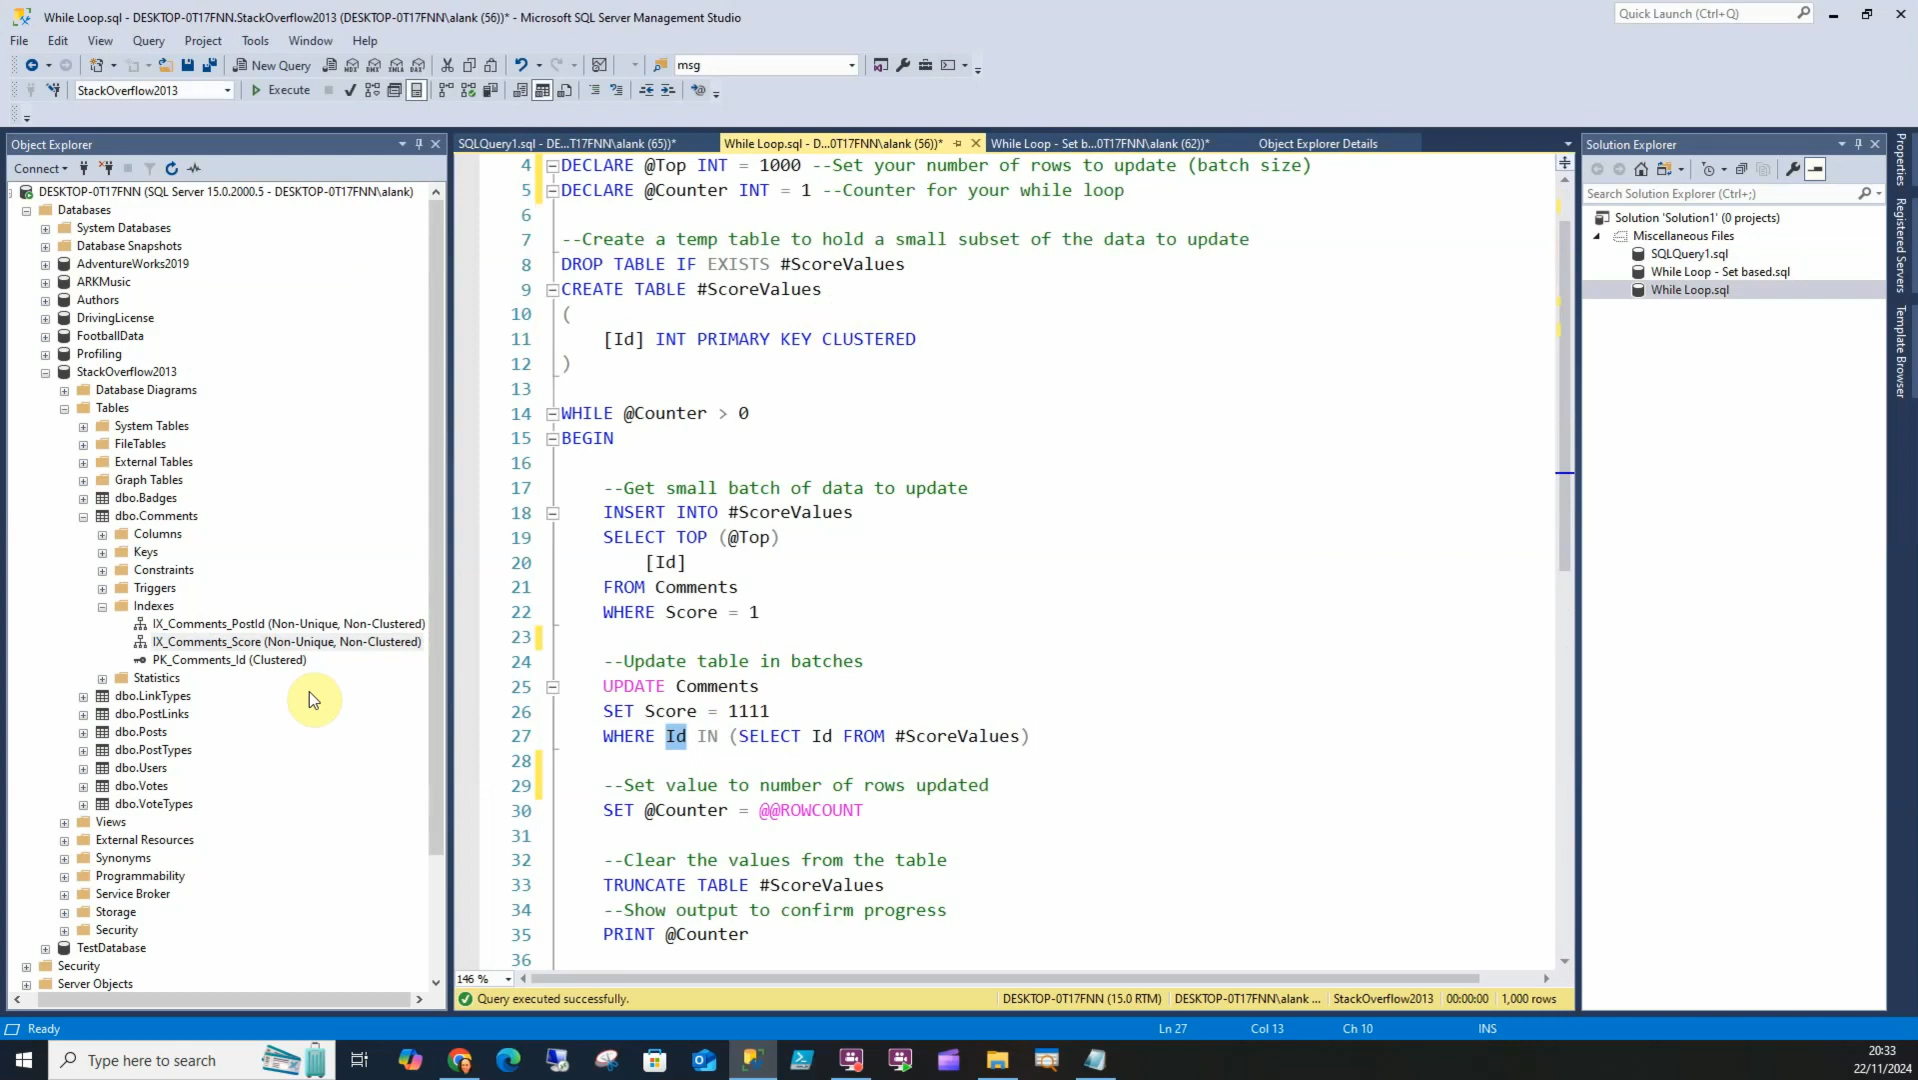 While Loop.sql - DESKTOP-0T17FNN.StackOverflow2013 (DESKTOP-0T17FNN\alank (56))* - Microsoft SQL Server Management Studio
Quick Launch (Ctrl+Q)
File Edit View Query Project Tools Window Help
New Query
msg
StackOverflow2013
Execute
Object Explorer
Connect
DESKTOP-0T17FNN (SQL Server 15.0.2000.5 - DESKTOP-0T17FNN\alank)
Databases
System Databases
Database Snapshots
AdventureWorks2019
ARKMusic
Authors
DrivingLicense
FootballData
Profiling
StackOverflow2013
Database Diagrams
Tables
System Tables
FileTables
External Tables
Graph Tables
dbo.Badges
dbo.Comments
Columns
Keys
Constraints
Triggers
Indexes
IX_Comments_PostId (Non-Unique, Non-Clustered)
IX_Comments_Score (Non-Unique, Non-Clustered)
PK_Comments_Id (Clustered)
Statistics
dbo.LinkTypes
dbo.PostLinks
dbo.Posts
dbo.PostTypes
dbo.Users
dbo.Votes
dbo.VoteTypes
Views
External Resources
Synonyms
Programmability
Service Broker
Storage
Security
TestDatabase
Security
Server Objects
SQLQuery1.sql - DE...T17FNN\alank (65))*
While Loop.sql - D...0T17FNN\alank (56))*
While Loop - Set b...0T17FNN\alank (62))*
Object Explorer Details
4 DECLARE @Top INT = 1000 --Set your number of rows to update (batch size)
5 DECLARE @Counter INT = 1 --Counter for your while loop
6
7 --Create a temp table to hold a small subset of the data to update
8 DROP TABLE IF EXISTS #ScoreValues
9 CREATE TABLE #ScoreValues
10 (
11 [Id] INT PRIMARY KEY CLUSTERED
12 )
13
14 WHILE @Counter > 0
15 BEGIN
16
17 --Get small batch of data to update
18 INSERT INTO #ScoreValues
19 SELECT TOP (@Top)
20 [Id]
21 FROM Comments
22 WHERE Score = 1
23
24 --Update table in batches
25 UPDATE Comments
26 SET Score = 1111
27 WHERE Id IN (SELECT Id FROM #ScoreValues)
28
29 --Set value to number of rows updated
30 SET @Counter = @@ROWCOUNT
31
32 --Clear the values from the table
33 TRUNCATE TABLE #ScoreValues
34 --Show output to confirm progress
35 PRINT @Counter
36
146 %
Query executed successfully.
DESKTOP-0T17FNN (15.0 RTM) DESKTOP-0T17FNN\alank ... StackOverflow2013 00:00:00 1,000 rows
Solution Explorer
Search Solution Explorer (Ctrl+;)
Solution 'Solution1' (0 projects)
Miscellaneous Files
SQLQuery1.sql
While Loop - Set based.sql
While Loop.sql
Properties
Registered Servers
Template Browser
Ready
Ln 27 Col 13 Ch 10 INS
Type here to search
20:33
22/11/2024